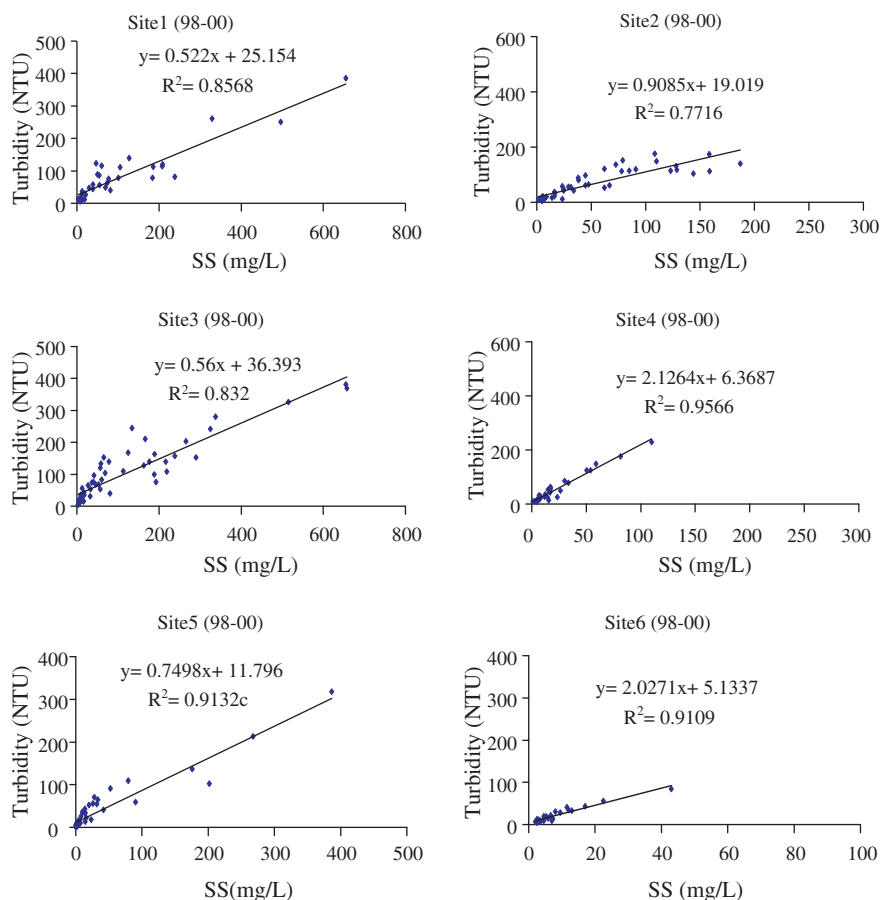 Site1 (98-00)
y= 0.522x + 25.154
R²= 0.8568
Turbidity (NTU)
500
400
300
200
100
0
0 200 400 600 800
SS (mg/L)
Site2 (98-00)
y= 0.9085x+ 19.019
R²= 0.7716
Turbidity (NTU)
600
400
200
0
0 50 100 150 200 250 300
SS (mg/L)
Site3 (98-00)
y= 0.56x + 36.393
R²= 0.832
Turbidity (NTU)
500
400
300
200
100
0
0 200 400 600 800
SS (mg/L)
Site4 (98-00)
y= 2.1264x+ 6.3687
R²= 0.9566
Turbidity (NTU)
600
400
200
0
0 50 100 150 200 250 300
SS (mg/L)
Site5 (98-00)
y= 0.7498x+ 11.796
R²= 0.9132c
Turbidity (NTU)
400
300
200
100
0
0 100 200 300 400 500
SS(mg/L)
Site6 (98-00)
y= 2.0271x+ 5.1337
R²= 0.9109
Turbidity (NTU)
400
300
200
100
0
0 20 40 60 80 100
SS (mg/L)